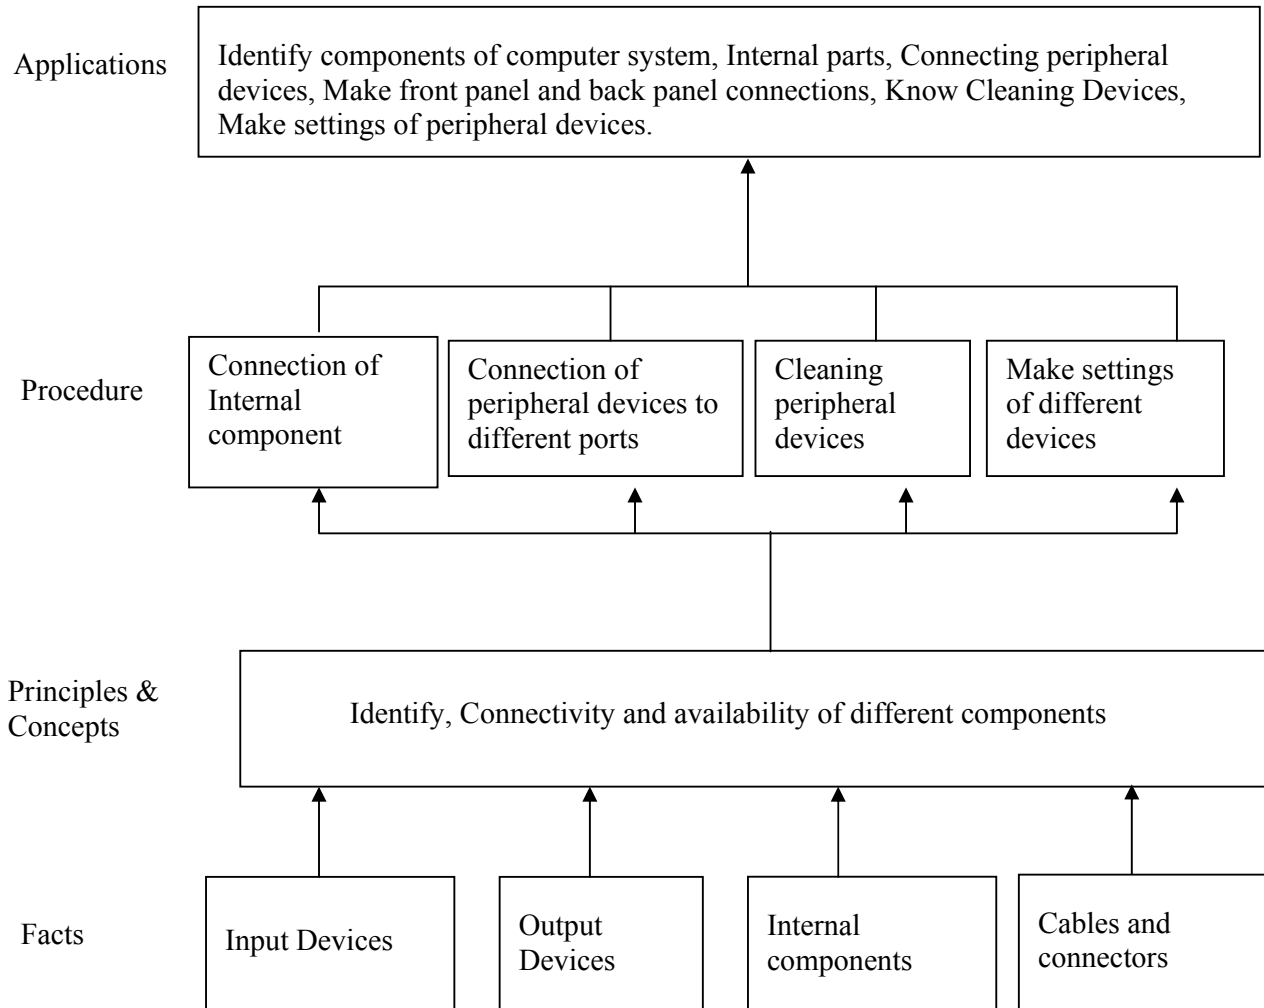 Applications
Identify components of computer system, Internal parts, Connecting peripheral
devices, Make front panel and back panel connections, Know Cleaning Devices,
Make settings of peripheral devices.
Procedure
Connection of
Internal
component
Connection of
peripheral devices to
different ports
Cleaning
peripheral
devices
Make settings
of different
devices
Principles &
Concepts
Identify, Connectivity and availability of different components
Facts
Input Devices
Output
Devices
Internal
components
Cables and
connectors